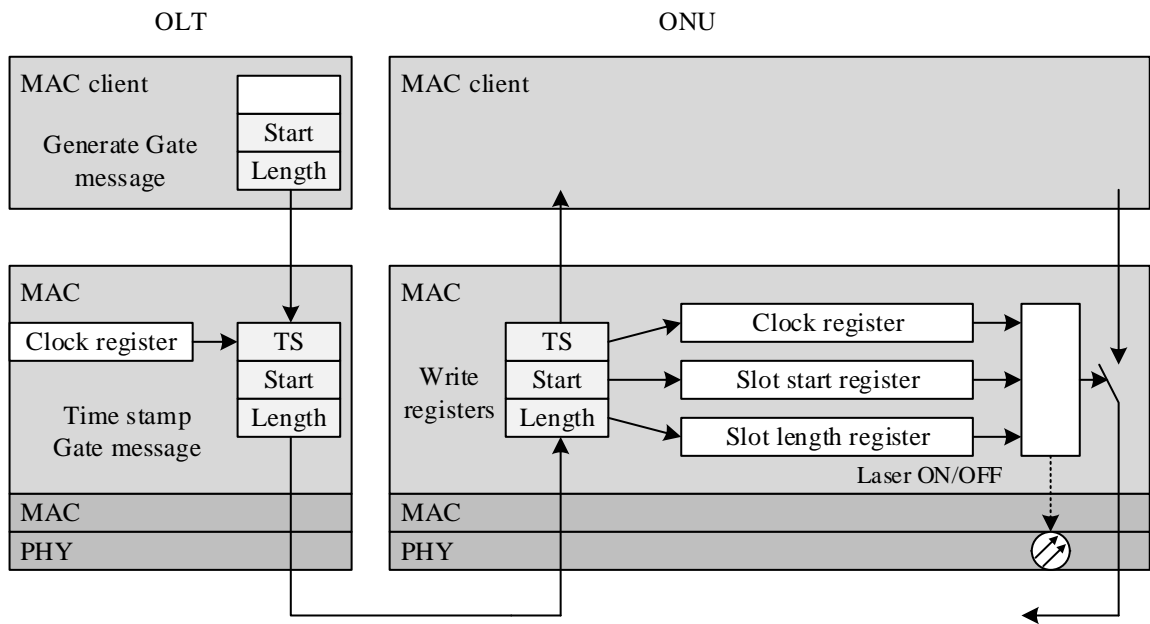 OLT
ONU
MAC client
Generate Gate
message
Start
Length
MAC client
MAC
Clock register
TS
Start
Length
Time stamp
Gate message
MAC
PHY
MAC
Write
registers
TS
Start
Length
Clock register
Slot start register
Slot length register
Laser ON/OFF
MAC
PHY